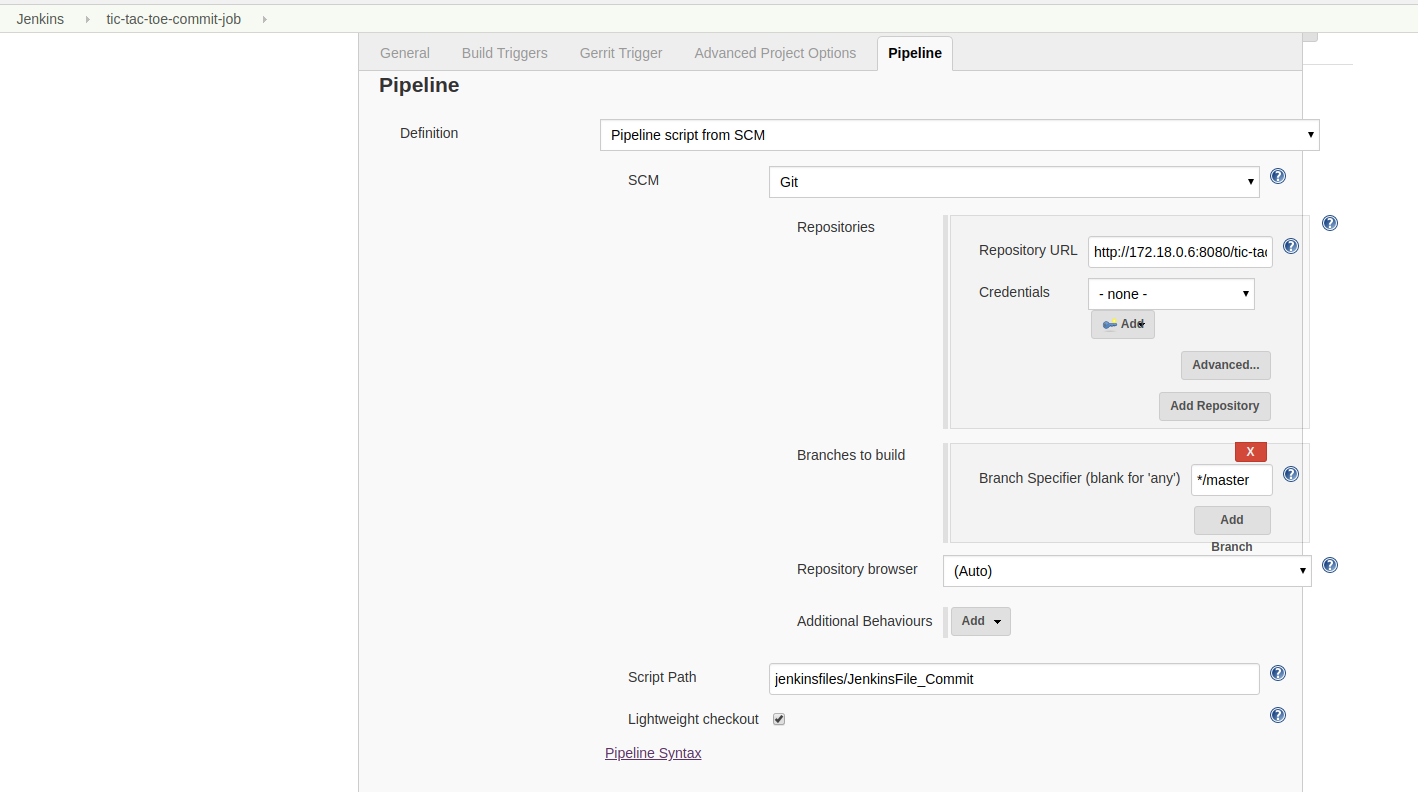 Jenkins tic-tac-toe-commit-job
General Build Triggers Gerrit Trigger Advanced Project Options Pipeline
Pipeline
Definition Pipeline script from SCM
SCM Git
Repositories
Repository URL http://172.18.0.6:8080/tic-tac
Credentials - none -
Add
Advanced...
Add Repository
Branches to build
X
Branch Specifier (blank for 'any') */master
Add
Branch
Repository browser (Auto)
Additional Behaviours Add
Script Path jenkinsfiles/JenkinsFile_Commit
Lightweight checkout
Pipeline Syntax